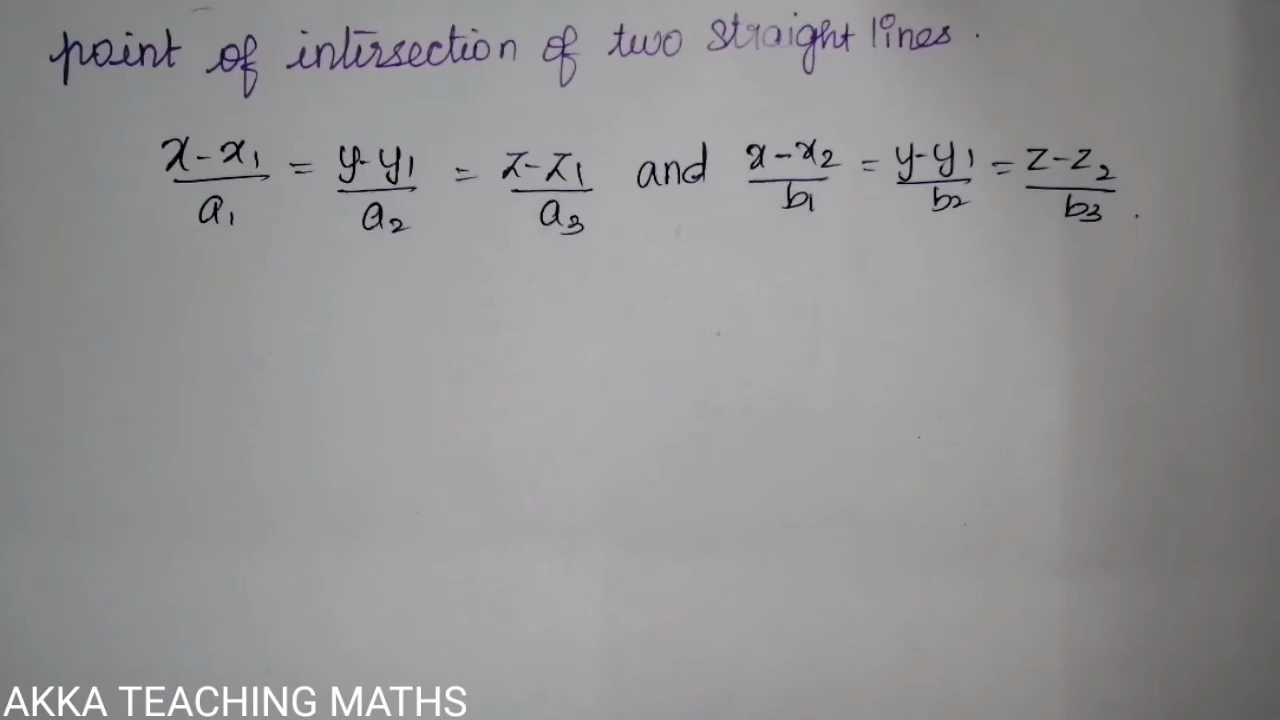 point of intersection of two straight lines.
x-x₁/a₁ = y-y₁/a₂ = z-z₁/a₃ and x-x₂/b₁ = y-y₁/b₂ = z-z₂/b₃.
AKKA TEACHING MATHS